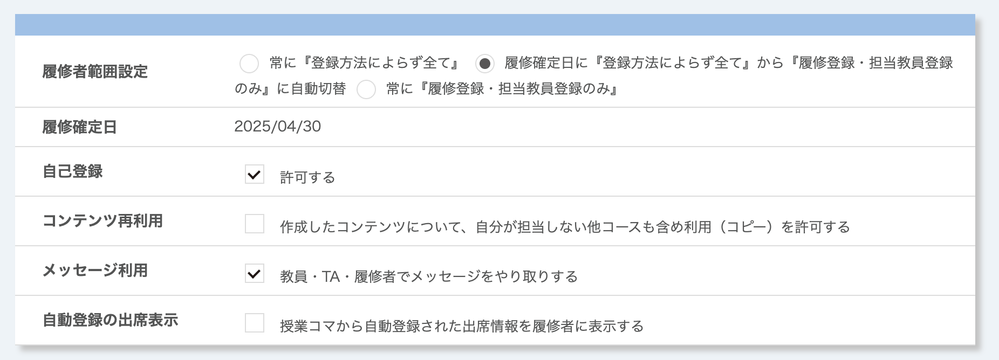 履修者範囲設定
常に『登録方法によらず全て』 履修確定日に『登録方法によらず全て』から『履修登録・担当教員登録
のみ』に自動切替 常に『履修登録・担当教員登録のみ』
履修確定日 2025/04/30
自己登録 許可する
コンテンツ再利用 作成したコンテンツについて、自分が担当しない他コースも含め利用（コピー）を許可する
メッセージ利用 教員・TA・履修者でメッセージをやり取りする
自動登録の出席表示 授業コマから自動登録された出席情報を履修者に表示する